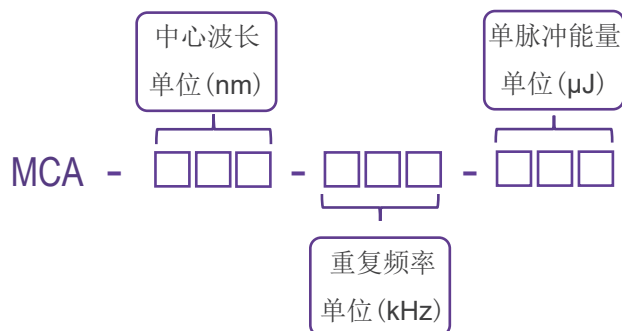 中心波长
单位(nm)
单脉冲能量
单位(μJ)
MCA - □□□ - □□□ - □□□
重复频率
单位(kHz)